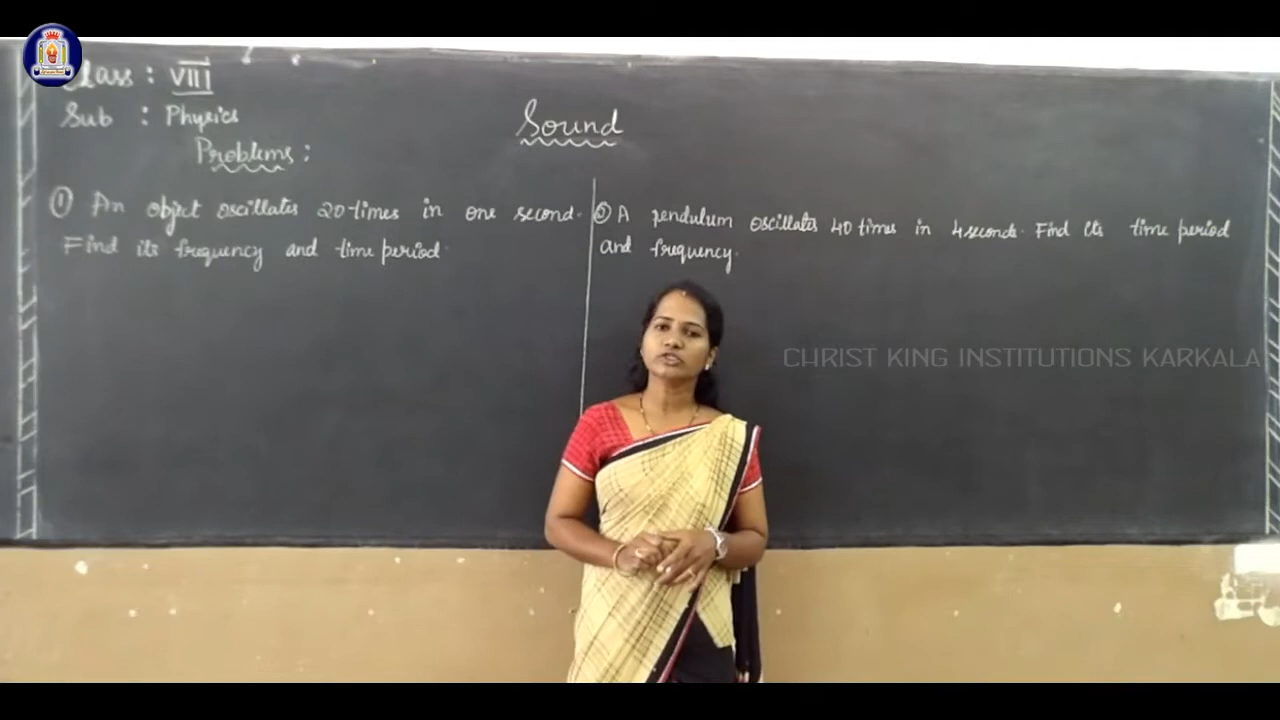 Class : VIII
Sub : Physics
Sound
Problems :
① An object oscillates 20 times in one second.
Find its frequency and time period.
② A pendulum oscillates 40 times in 4 seconds. Find its time period
and frequency.
CHRIST KING INSTITUTIONS KARKALA